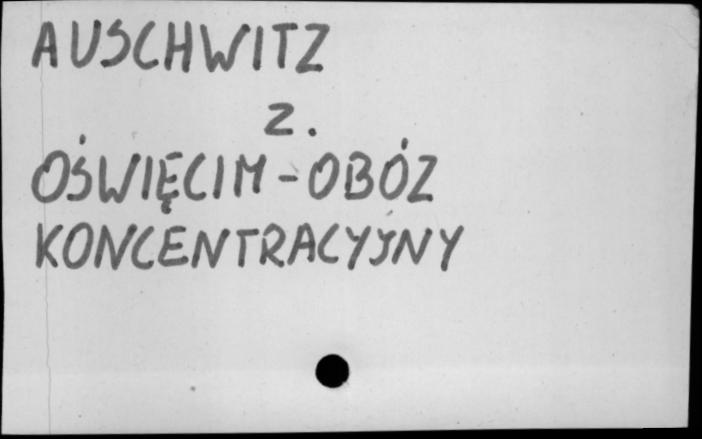 AUSCHWITZ
z.
OŚWIĘCIM - OBÓZ
KONCENTRACYJNY